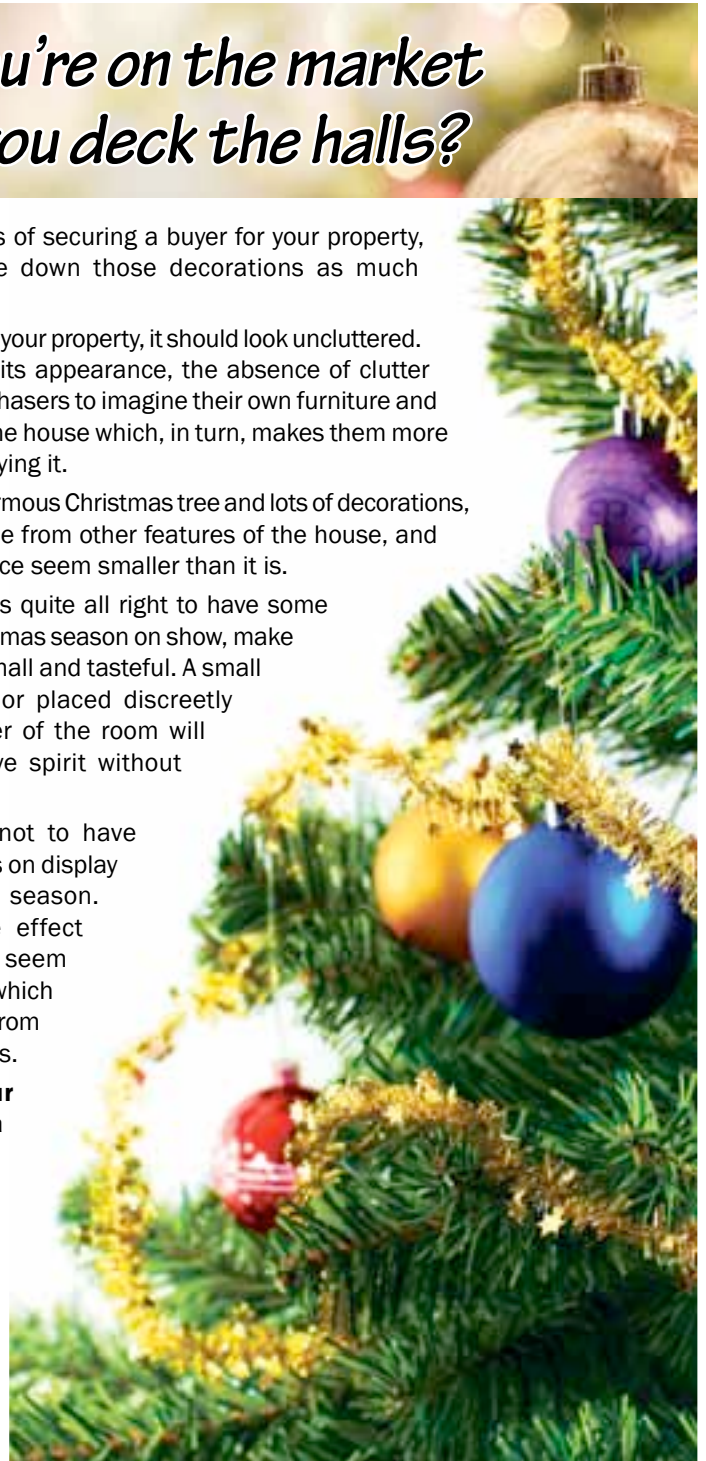 u're on the market
ou deck the halls?
s of securing a buyer for your property,
e down those decorations as much
your property, it should look uncluttered.
its appearance, the absence of clutter
hasers to imagine their own furniture and
he house which, in turn, makes them more
ying it.
rmous Christmas tree and lots of decorations,
e from other features of the house, and
ce seem smaller than it is.
s quite all right to have some
tmas season on show, make
mall and tasteful. A small
or placed discreetly
er of the room will
ve spirit without
not to have
s on display
season.
effect
seem
which
rom
s.
ur